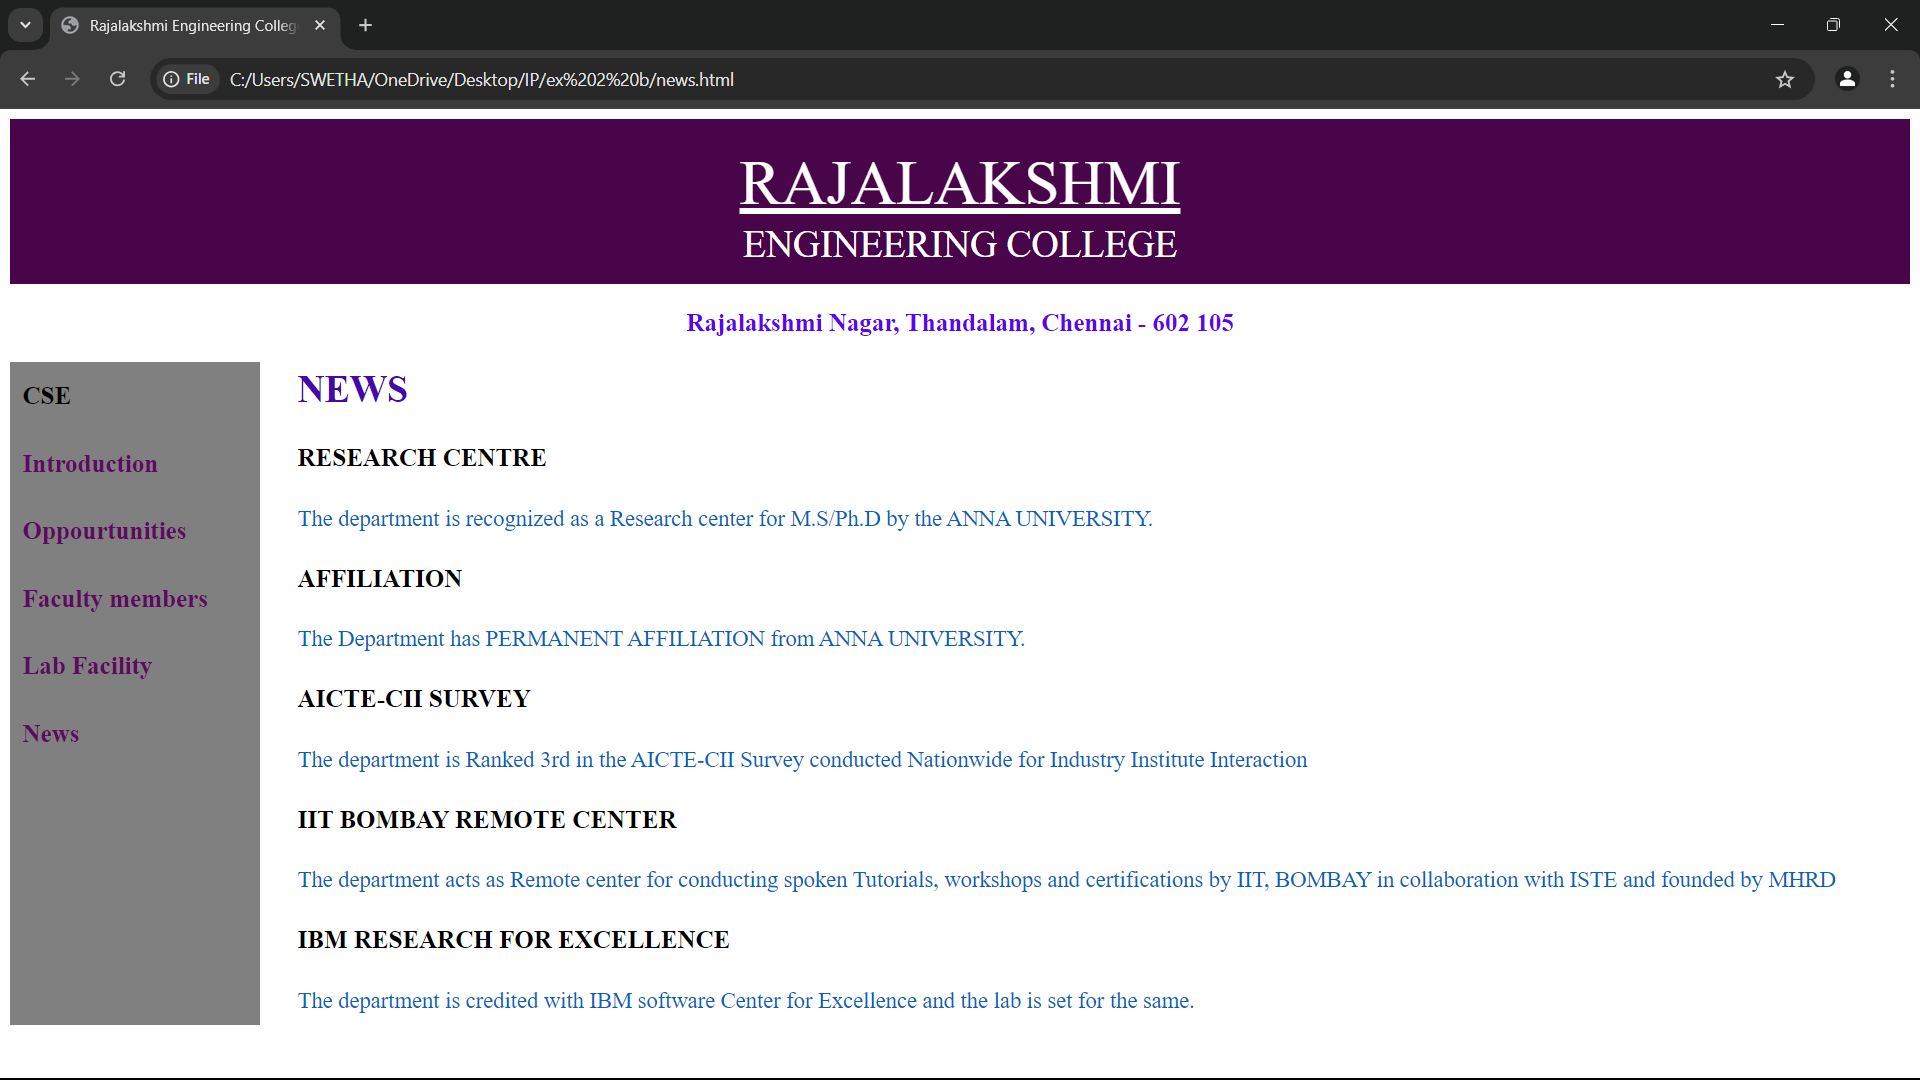 Rajalakshmi Engineering Colleg
File
C:/Users/SWETHA/OneDrive/Desktop/IP/ex%202%20b/news.html
RAJALAKSHMI
ENGINEERING COLLEGE
Rajalakshmi Nagar, Thandalam, Chennai - 602 105
CSE
Introduction
Oppourtunities
Faculty members
Lab Facility
News
NEWS
RESEARCH CENTRE
The department is recognized as a Research center for M.S/Ph.D by the ANNA UNIVERSITY.
AFFILIATION
The Department has PERMANENT AFFILIATION from ANNA UNIVERSITY.
AICTE-CII SURVEY
The department is Ranked 3rd in the AICTE-CII Survey conducted Nationwide for Industry Institute Interaction
IIT BOMBAY REMOTE CENTER
The department acts as Remote center for conducting spoken Tutorials, workshops and certifications by IIT, BOMBAY in collaboration with ISTE and founded by MHRD
IBM RESEARCH FOR EXCELLENCE
The department is credited with IBM software Center for Excellence and the lab is set for the same.